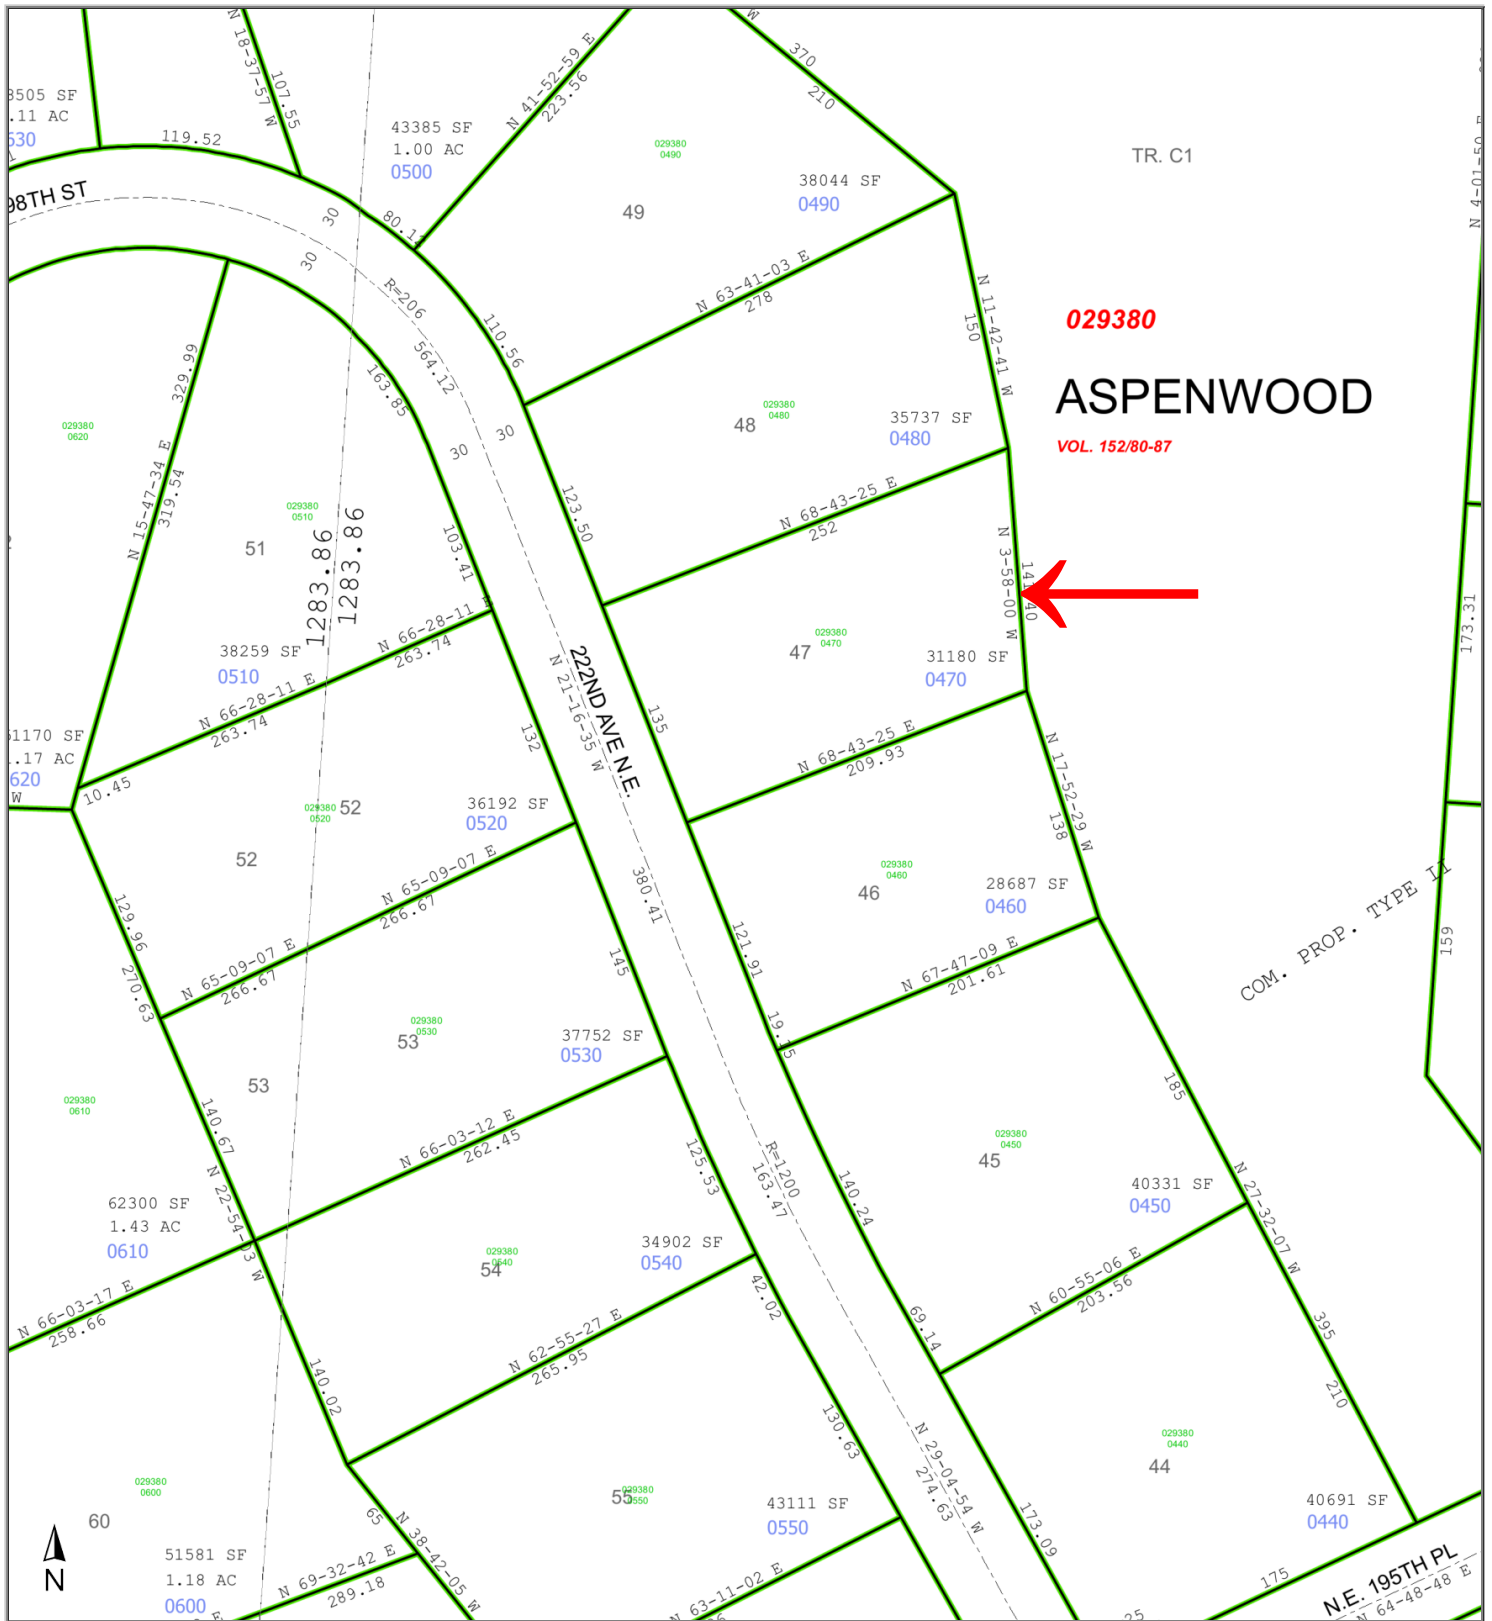 N 18-37-57 W
107.55
3505 SF
.11 AC
119.52
98TH ST
30
30
43385 SF
1.00 AC
0500
N 41-52-59 E
223.56
W
370
210
029380
0490
49
38044 SF
0490
TR. C1
80.12
R=206
564.12
110.56
163.85
30
30
N 63-41-03 E
278
N 11-42-41 W
150
029380
ASPENWOOD
VOL. 152/80-87
029380
0480
48
35737 SF
0480
N 68-43-25 E
252
123.50
N 3-58-00 W
029380
0470
47
31180 SF
0470
029380
0620
N 15-47-34 E
329.99
319.54
029380
0510
51
1283.86
1283.86
103.41
38259 SF
0510
N 66-28-11 E
263.74
N 66-28-11 E
263.74
10.45
222ND AVE N.E.
N 21-16-35 W
135
132
N 68-43-25 E
209.93
N 17-52-29 W
138
173.31
51170 SF
.17 AC
620
W
029380
0520
52
52
36192 SF
0520
N 65-09-07 E
266.67
N 65-09-07 E
266.67
129.96
270.63
380.41
145
121.91
19.15
029380
0460
46
28687 SF
0460
N 67-47-09 E
201.61
COM. PROP. TYPE II
159
029380
0530
53
53
37752 SF
0530
029380
0610
140.67
N 22-54-03 W
N 66-03-12 E
262.45
125.53
R=1200
163.47
140.24
185
029380
0450
45
40331 SF
0450
N 27-32-07 W
395
210
62300 SF
1.43 AC
0610
N 66-03-17 E
258.66
029380
0540
54
34902 SF
0540
42.02
N 62-55-27 E
265.95
140.02
69.14
N 60-55-06 E
203.56
130.63
N 29-04-54 W
274.63
173.09
029380
0440
44
40691 SF
0440
029380
0600
60
51581 SF
1.18 AC
0600
65
N 38-42-05 W
N 69-32-42 E
289.18
029380
0550
55
43111 SF
0550
63-11-02 E
175
N.E. 195TH PL
N 64-48-48 E
N